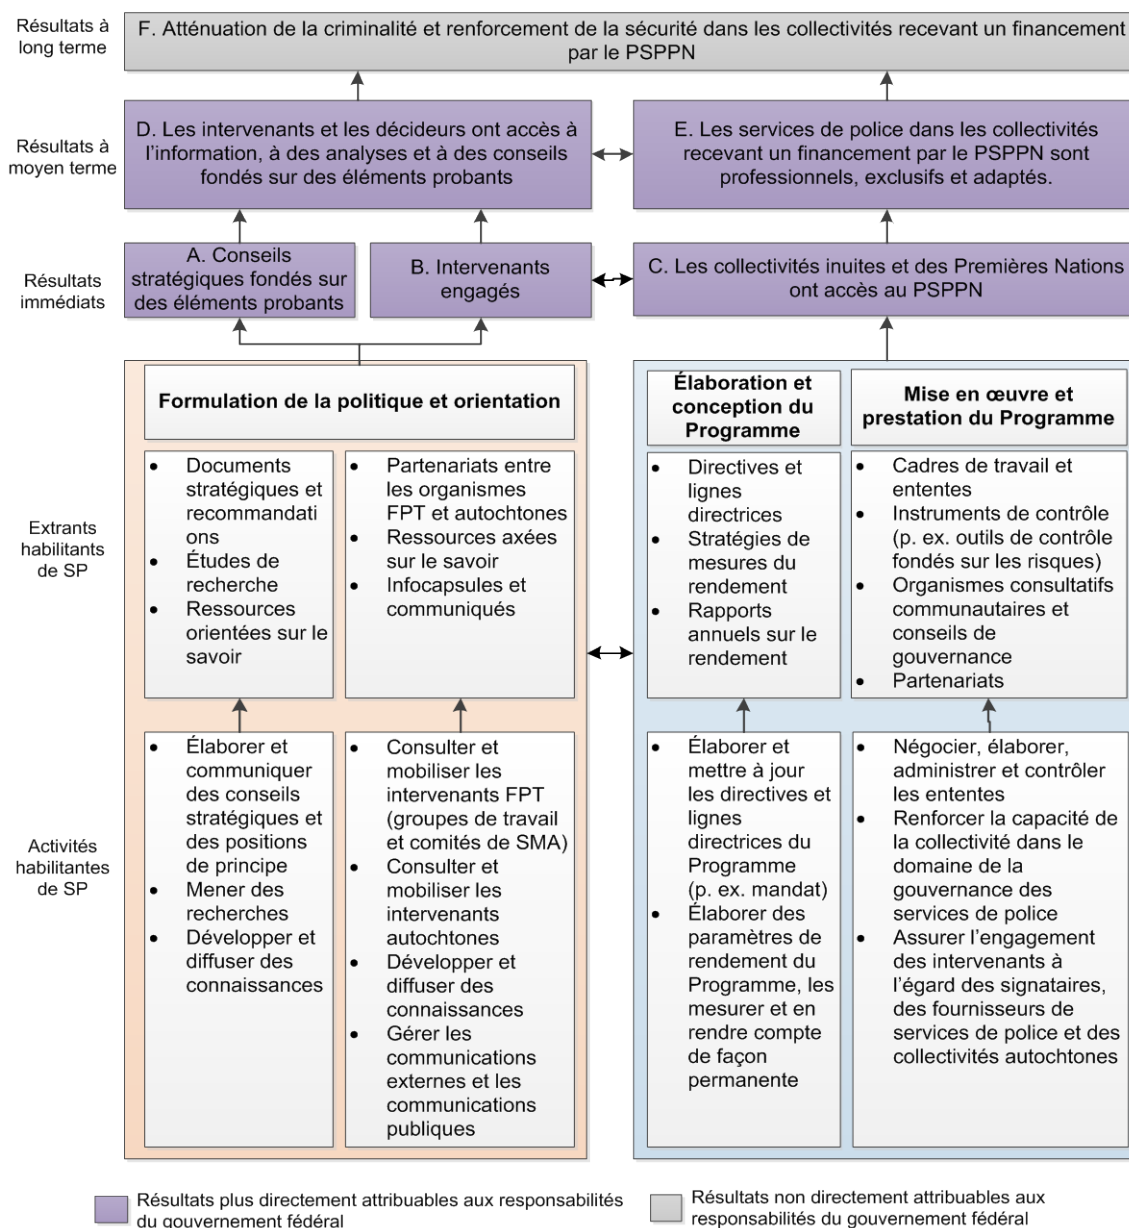 Résultats à
long terme
F. Atténuation de la criminalité et renforcement de la sécurité dans les collectivités recevant un financement
par le PSPPN
Résultats à
moyen terme
D. Les intervenants et les décideurs ont accès à
l’information, à des analyses et à des conseils
fondés sur des éléments probants
E. Les services de police dans les collectivités
recevant un financement par le PSPPN sont
professionnels, exclusifs et adaptés.
Résultats
immédiats
A. Conseils
stratégiques fondés sur
des éléments probants
B. Intervenants
engagés
C. Les collectivités inuites et des Premières Nations
ont accès au PSPPN
Formulation de la politique et orientation
Élaboration et
conception du
Programme
Mise en œuvre et
prestation du Programme
Extrants
habilitants
de SP
• Documents
stratégiques et
recommandati
ons
• Études de
recherche
• Ressources
orientées sur le
savoir
• Partenariats entre
les organismes
FPT et autochtones
• Ressources axées
sur le savoir
• Infocapsules et
communiqués
• Directives et
lignes
directrices
• Stratégies de
mesures du
rendement
• Rapports
annuels sur le
rendement
• Cadres de travail et
ententes
• Instruments de contrôle
(p. ex. outils de contrôle
fondés sur les risques)
• Organismes consultatifs
communautaires et
conseils de
gouvernance
• Partenariats
Activités
habilitantes
de SP
• Élaborer et
communiquer
des conseils
stratégiques et
des positions
de principe
• Mener des
recherches
• Développer et
diffuser des
connaissances
• Consulter et
mobiliser les
intervenants FPT
(groupes de travail
et comités de SMA)
• Consulter et
mobiliser les
intervenants
autochtones
• Développer et
diffuser des
connaissances
• Gérer les
communications
externes et les
communications
publiques
• Élaborer et
mettre à jour
les directives et
lignes
directrices du
Programme
(p. ex. mandat)
• Élaborer des
paramètres de
rendement du
Programme, les
mesurer et en
rendre compte
de façon
permanente
• Négocier, élaborer,
administrer et contrôler
les ententes
• Renforcer la capacité de
la collectivité dans le
domaine de la
gouvernance des
services de police
• Assurer l’engagement
des intervenants à
l’égard des signataires,
des fournisseurs de
services de police et des
collectivités autochtones
Résultats plus directement attribuables aux responsabilités
du gouvernement fédéral
Résultats non directement attribuables aux
responsabilités du gouvernement fédéral